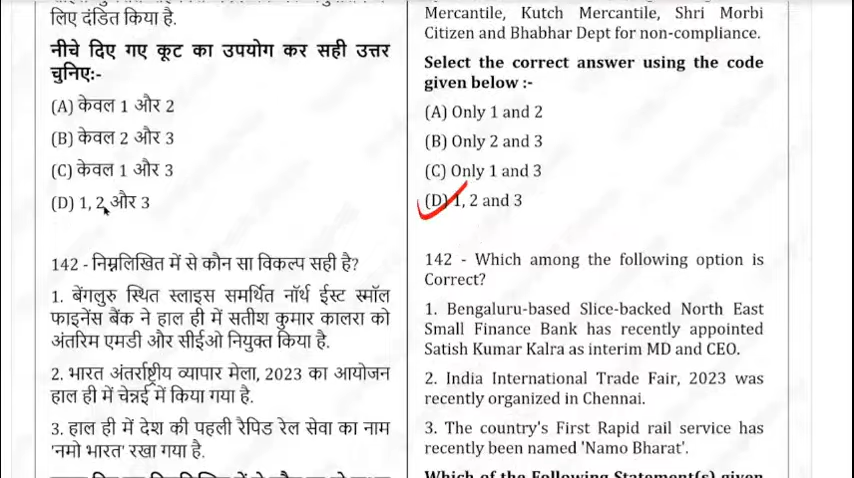 लिए दंडित किया है.
नीचे दिए गए कूट का उपयोग कर सही उत्तर
चुनिए:-
(A) केवल 1 और 2
(B) केवल 2 और 3
(C) केवल 1 और 3
(D) 1, 2 और 3
142 - निम्नलिखित में से कौन सा विकल्प सही है?
1. बेंगलुरु स्थित स्लाइस समर्थित नॉर्थ ईस्ट स्मॉल
फाइनेंस बैंक ने हाल ही में सतीश कुमार कालरा को
अंतरिम एमडी और सीईओ नियुक्त किया है.
2. भारत अंतर्राष्ट्रीय व्यापार मेला, 2023 का आयोजन
हाल ही में चेन्नई में किया गया है.
3. हाल ही में देश की पहली रैपिड रेल सेवा का नाम
'नमो भारत' रखा गया है.
Mercantile, Kutch Mercantile, Shri Morbi
Citizen and Bhabhar Dept for non-compliance.
Select the correct answer using the code
given below :-
(A) Only 1 and 2
(B) Only 2 and 3
(C) Only 1 and 3
(D) 1, 2 and 3
142 - Which among the following option is
Correct?
1. Bengaluru-based Slice-backed North East
Small Finance Bank has recently appointed
Satish Kumar Kalra as interim MD and CEO.
2. India International Trade Fair, 2023 was
recently organized in Chennai.
3. The country's First Rapid rail service has
recently been named 'Namo Bharat'.
Which of the Following Statement(s) given